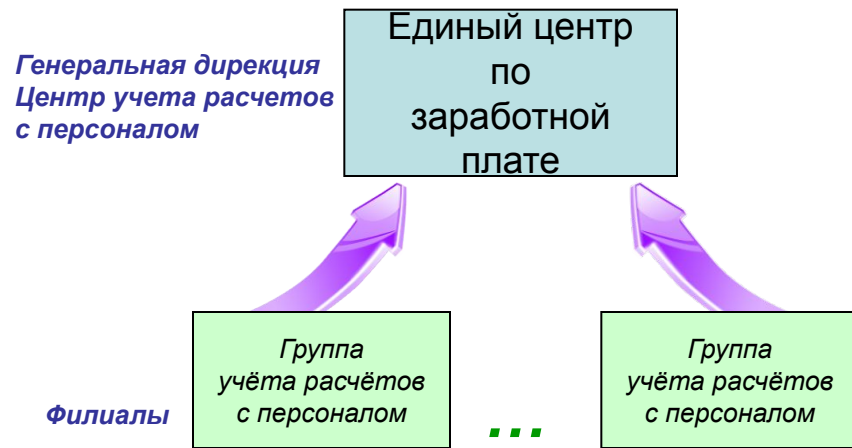 Единый центр
по
заработной
плате
Генеральная дирекция
Центр учета расчетов
с персоналом
Группа
учёта расчётов
с персоналом
Группа
учёта расчётов
с персоналом
Филиалы
...